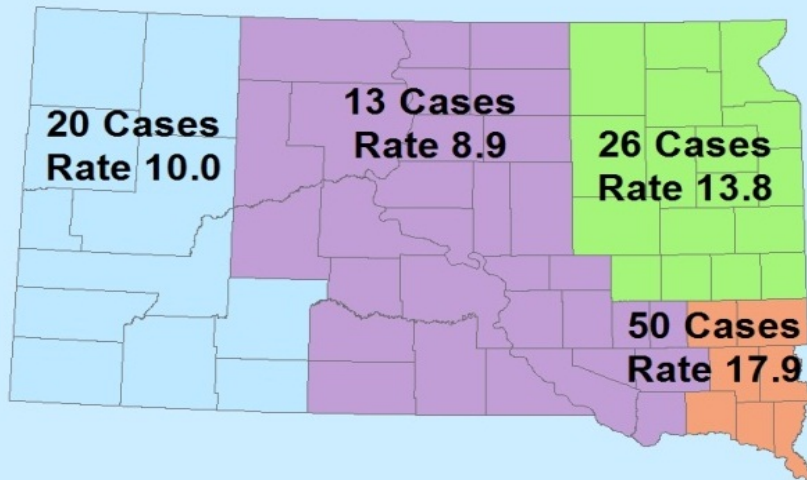 20 Cases
Rate 10.0
13 Cases
Rate 8.9
26 Cases
Rate 13.8
50 Cases
Rate 17.9